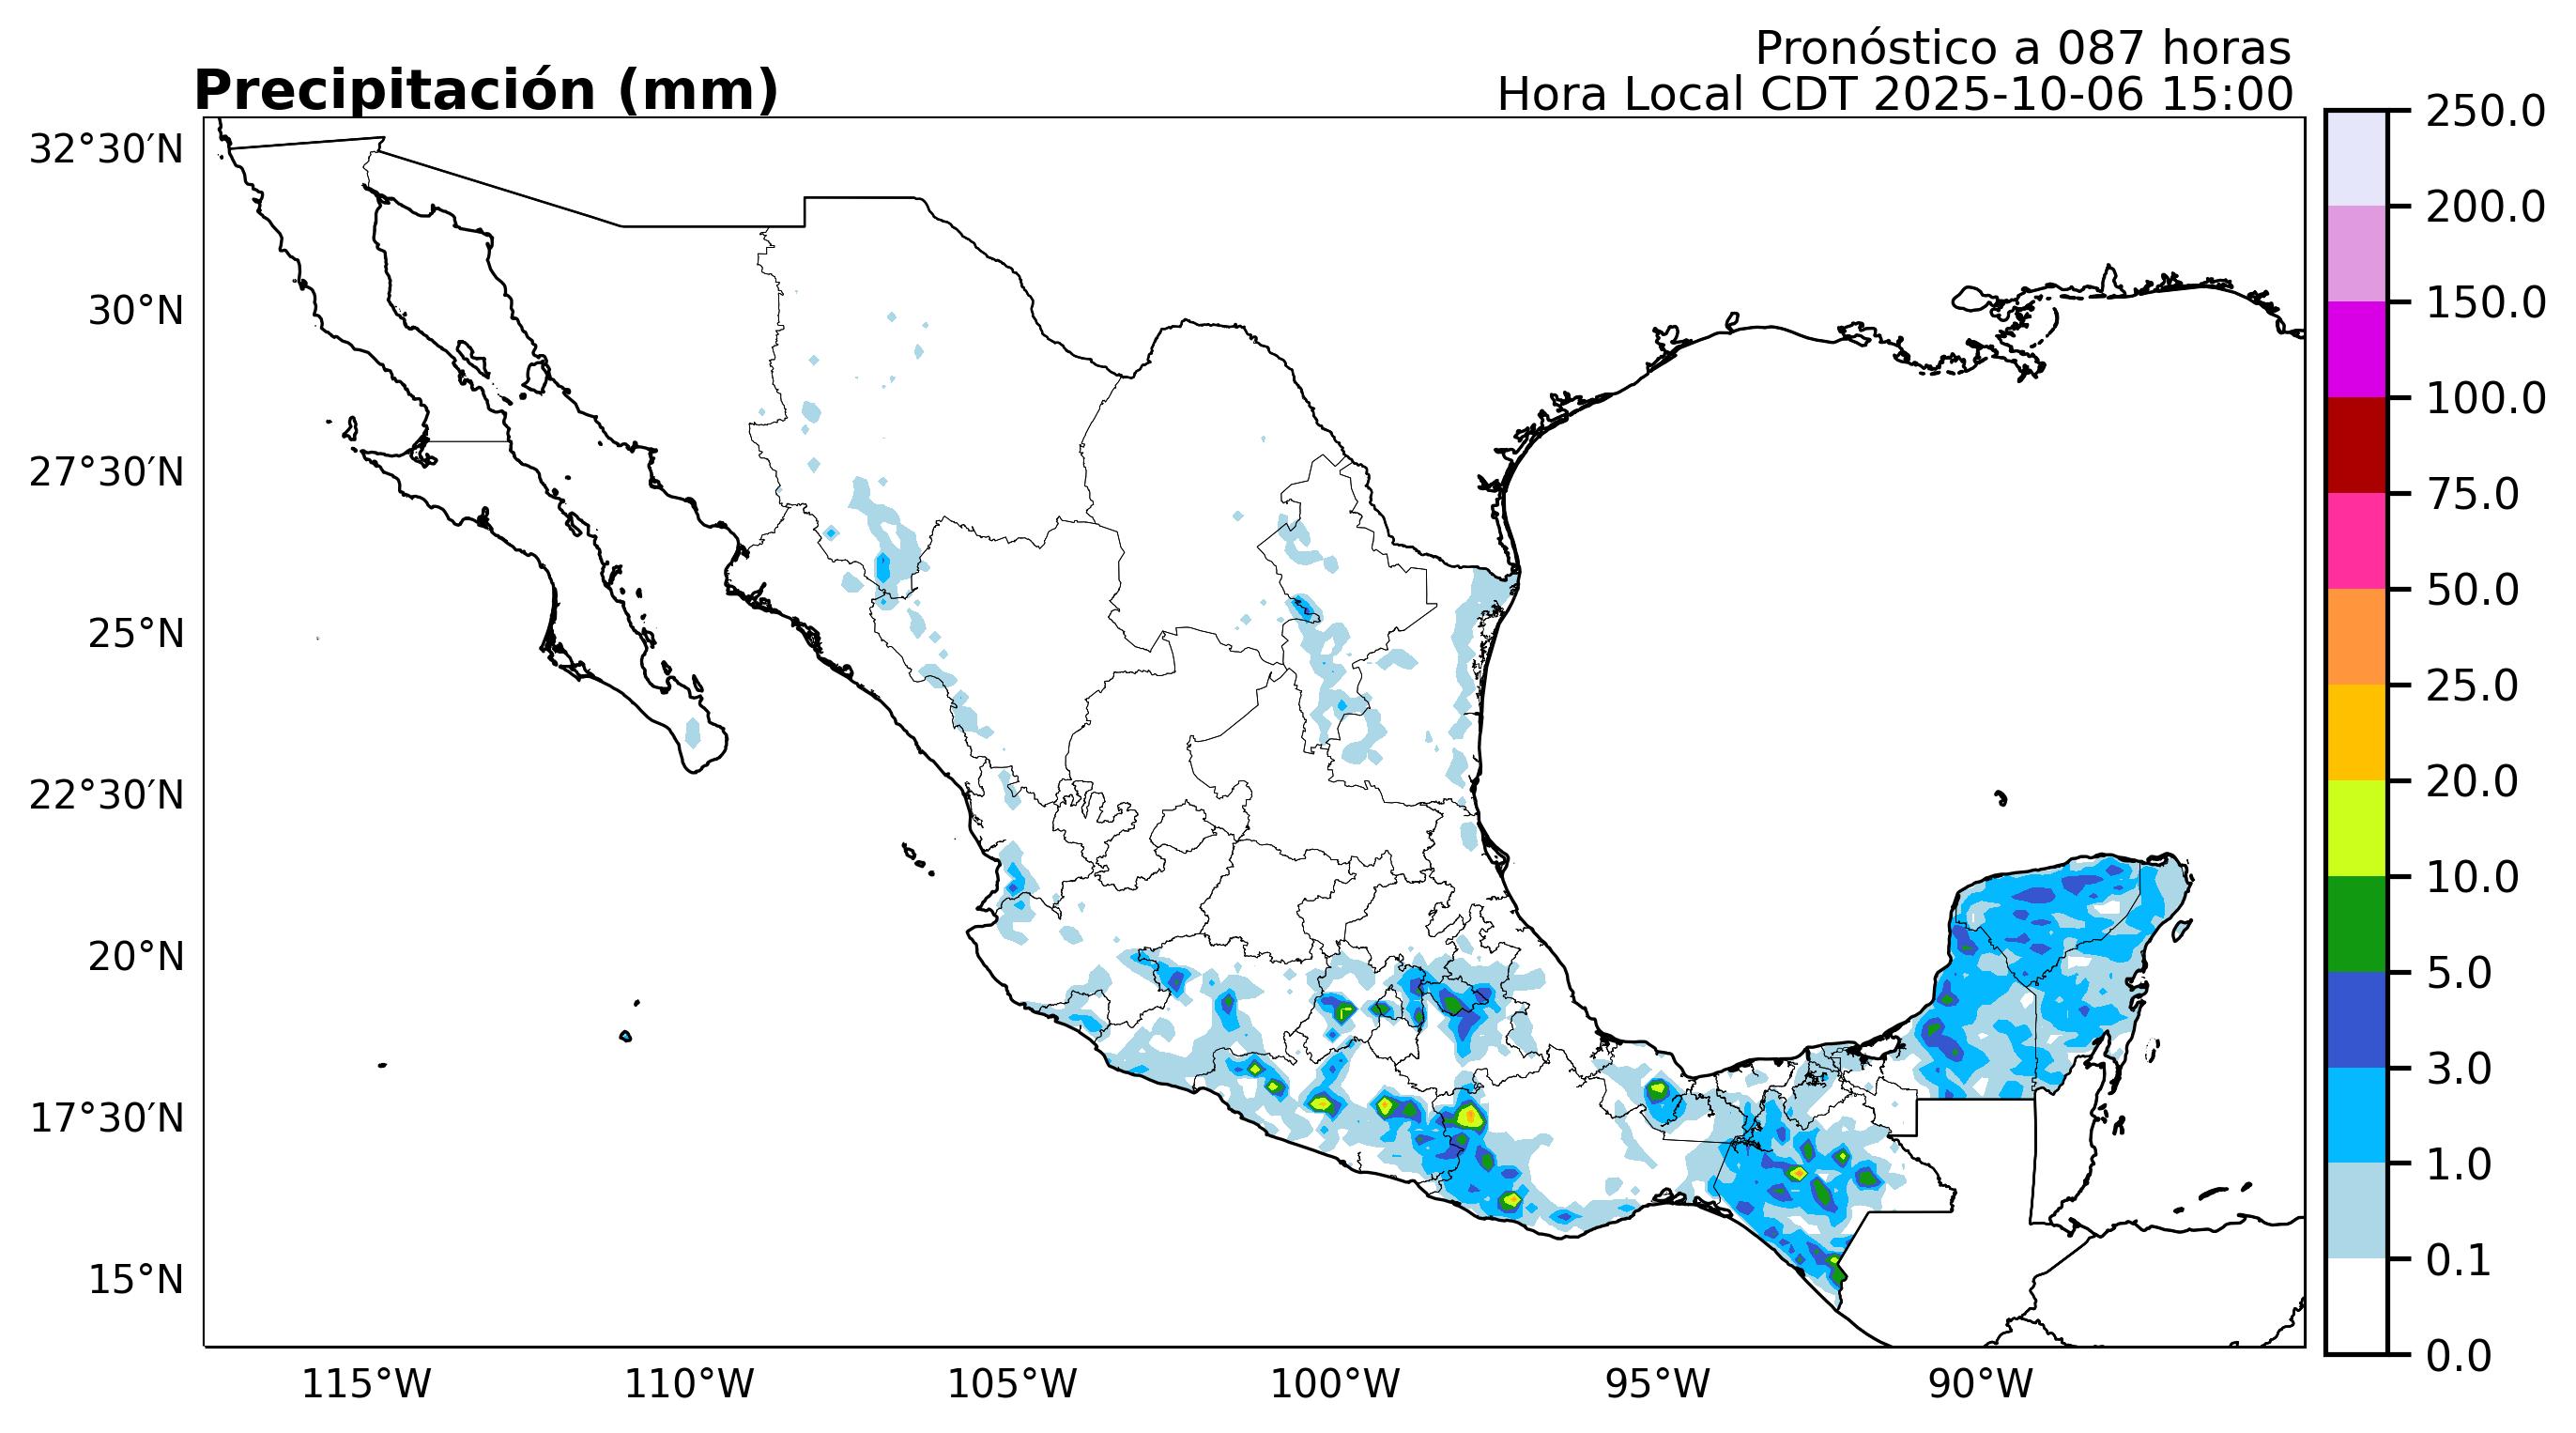 Pronóstico a 087 horas
Precipitación (mm)
Hora Local CDT 2025-10-06 15:00
32°30′N
30°N
27°30′N
25°N
22°30′N
20°N
17°30′N
15°N
115°W
110°W
105°W
100°W
95°W
90°W
250.0
200.0
150.0
100.0
75.0
50.0
25.0
20.0
10.0
5.0
3.0
1.0
0.1
0.0